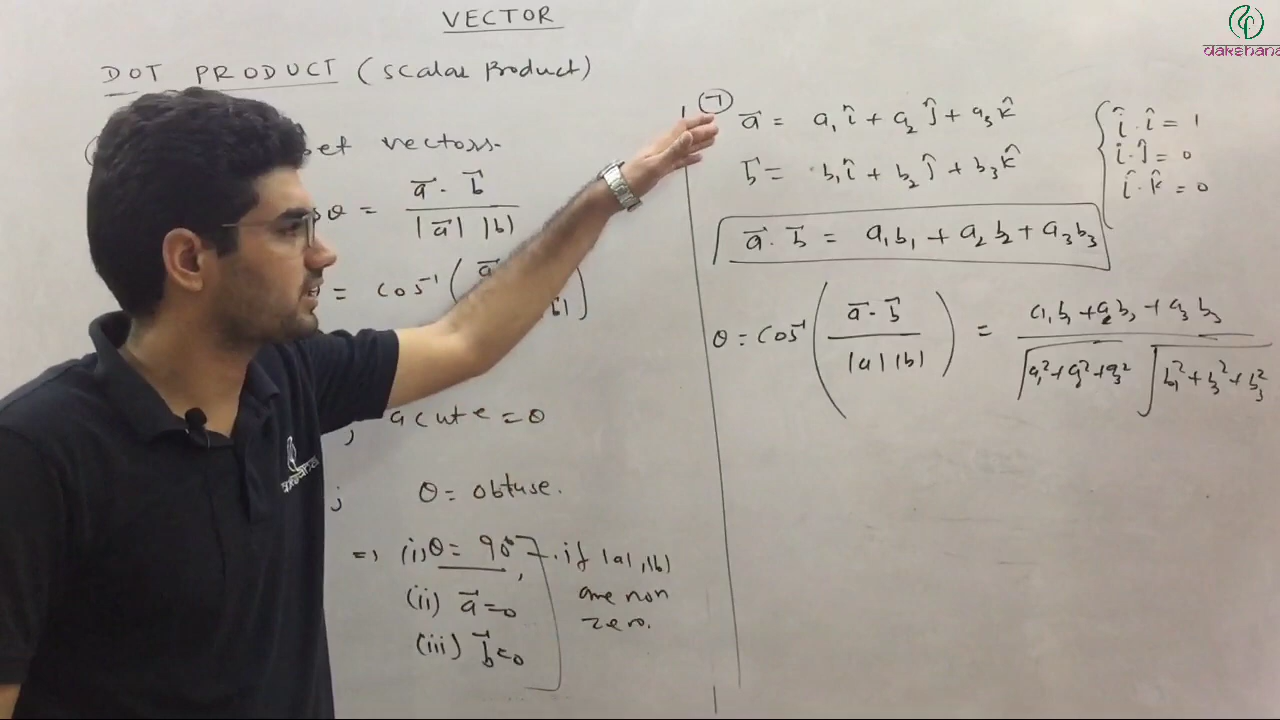 VECTOR
dakshana
DOT PRODUCT (scalar product)
vectors.
θ = a⃗ · b⃗ / |a⃗| |b|
= cos⁻¹ (
, acute = θ
; θ = obtuse.
=> (i) θ = 90° , . if |a|, |b|
(ii) a⃗ = 0 are non
(iii) b⃗ = 0 zero.
(7) a⃗ = a₁î + a₂ĵ + a₃k̂
b⃗ = b₁î + b₂ĵ + b₃k̂
{ î · î = 1
î · ĵ = 0
î · k̂ = 0
a⃗ · b⃗ = a₁b₁ + a₂b₂ + a₃b₃
θ = cos⁻¹ ( a⃗ · b⃗ / |a| |b| ) = a₁b₁ + a₂b₂ + a₃b₃ / √a₁² + a₂² + a₃² √b₁² + b₂² + b₃²